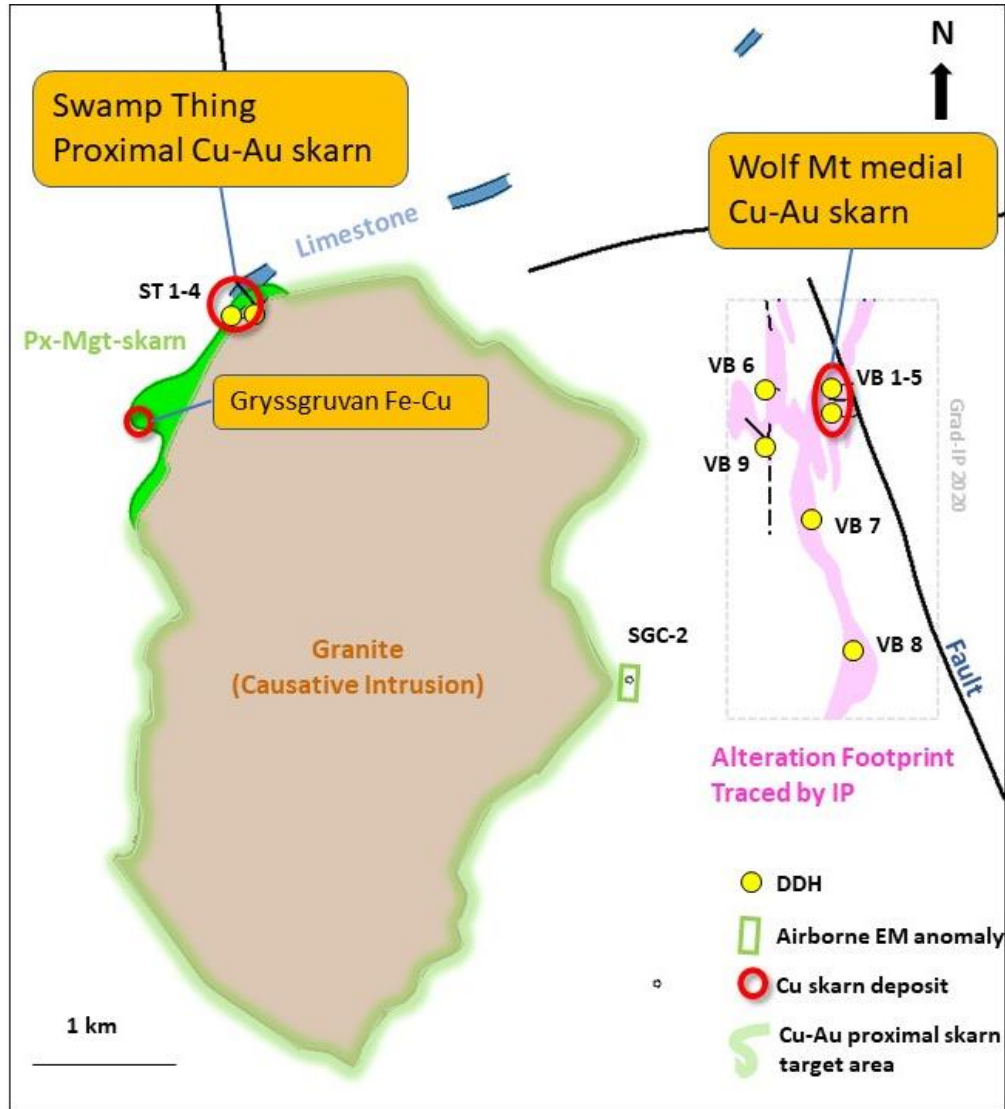 N
Swamp Thing
Proximal Cu-Au skarn
Wolf Mt medial
Cu-Au skarn
Limestone
ST 1-4
Px-Mgt-skarn
Gryssgruvan Fe-Cu
VB 6
VB 1-5
VB 9
Grad-IP 2020
VB 7
SGC-2
VB 8
Granite
(Causative Intrusion)
Fault
Alteration Footprint
Traced by IP
DDH
Airborne EM anomaly
Cu skarn deposit
1 km
Cu-Au proximal skarn
target area